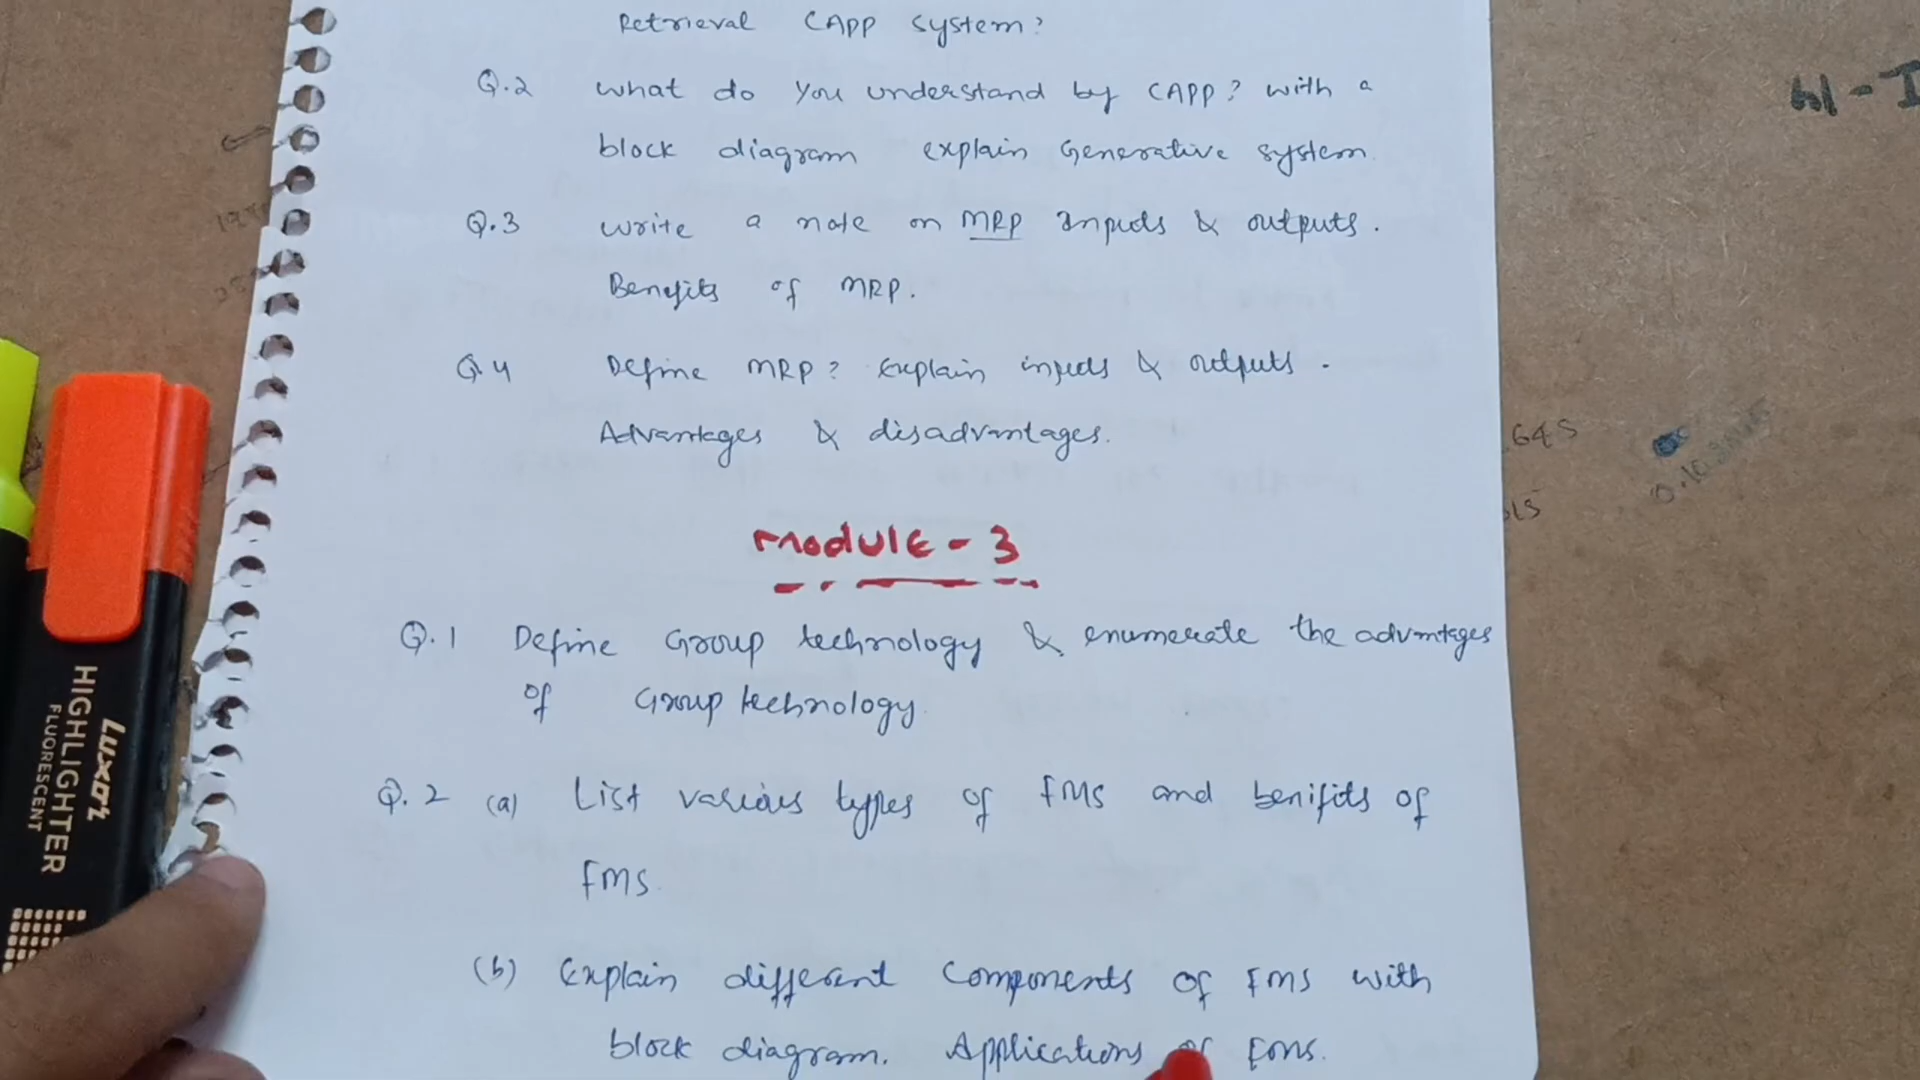 Retrieval CAPP system?
Q.2 what do you understand by CAPP? with a
block diagram explain Generative system.
Q.3 write a note on MRP Inputs & outputs.
Benefits of MRP.
Q.4 Define MRP? Explain inputs & outputs.
Advantages & disadvantages.
Module - 3
Q.1 Define Group technology & enumerate the advantages
of Group technology.
Q.2 (a) List various types of FMS and benifits of
FMS.
(b) Explain different Components of FMS with
block diagram. Applications of FMS.
Luxor
HIGHLIGHTER
FLUORESCENT
645